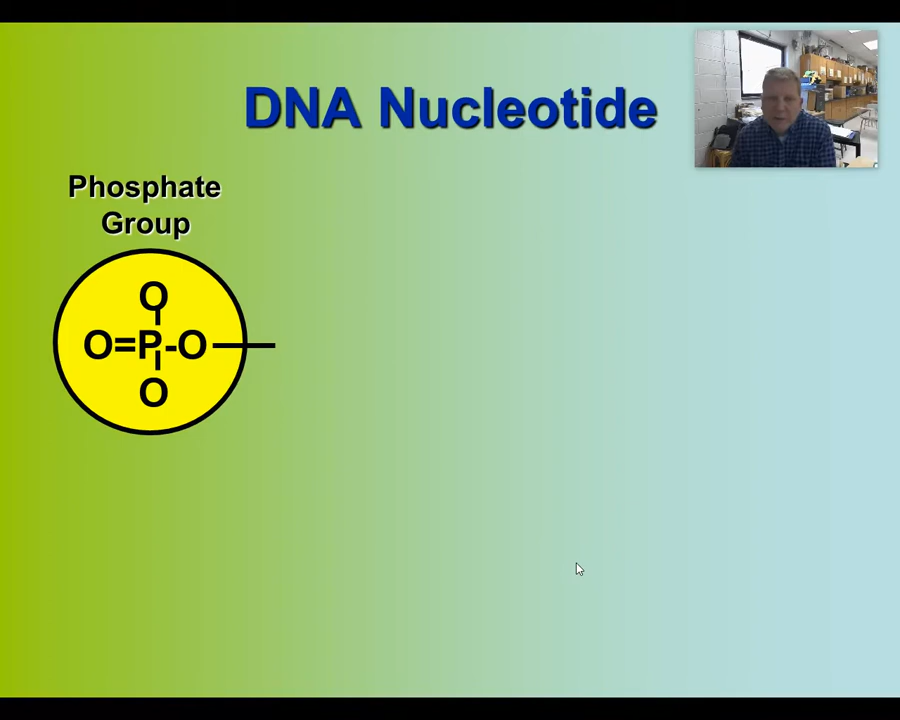 DNA Nucleotide
Phosphate
Group
O
O=P-O
O